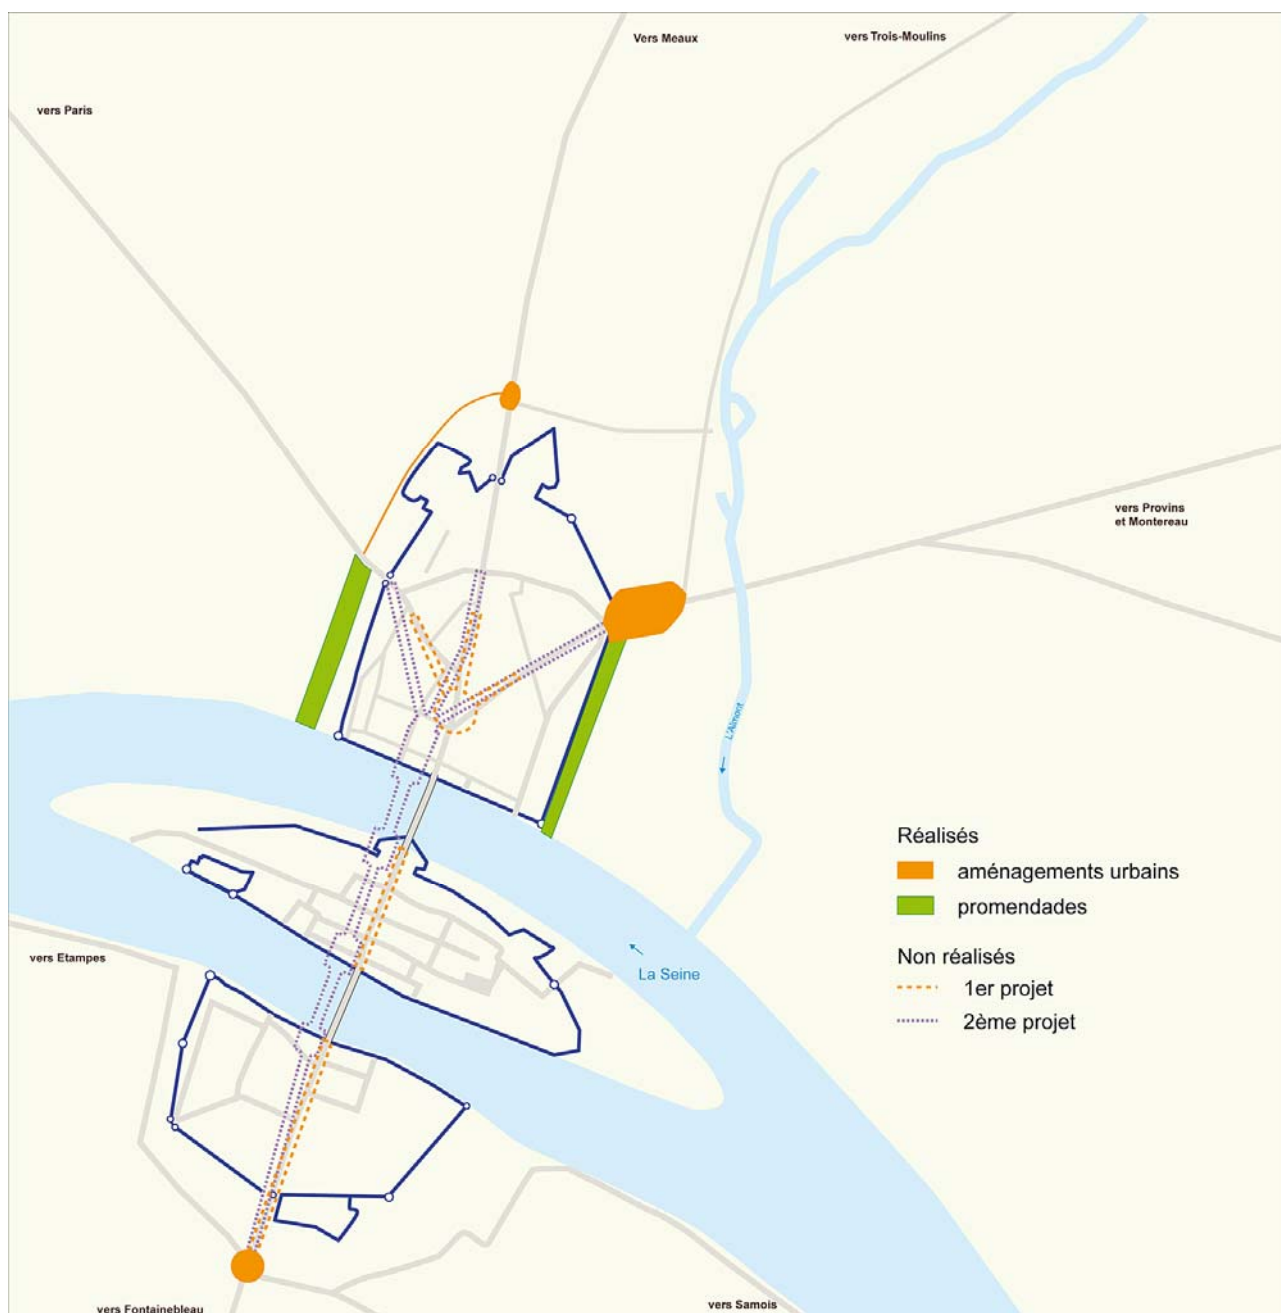 Vers Meaux
vers Trois-Moulins
vers Paris
vers Provins
et Montereau
L'Almont
Réalisés
aménagements urbains
promendades
vers Etampes
La Seine
Non réalisés
1er projet
2ème projet
vers Fontainebleau
vers Samois